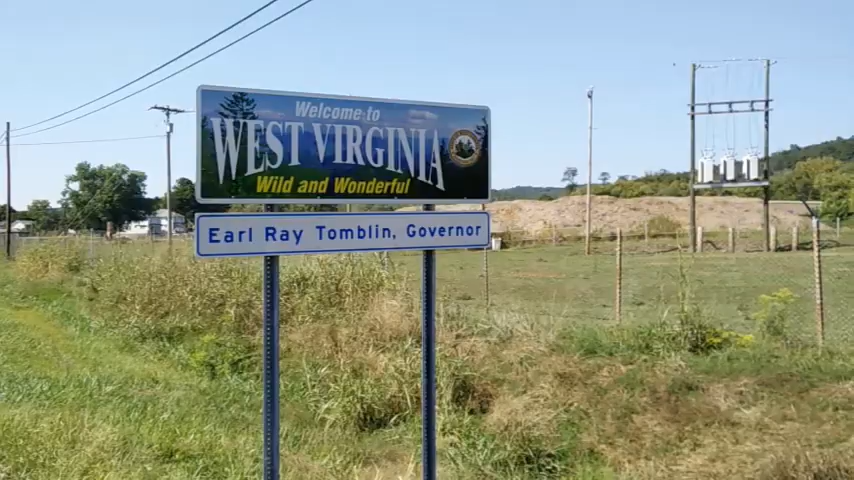 Welcome to
WEST VIRGINIA
Wild and Wonderful
Earl Ray Tomblin, Governor